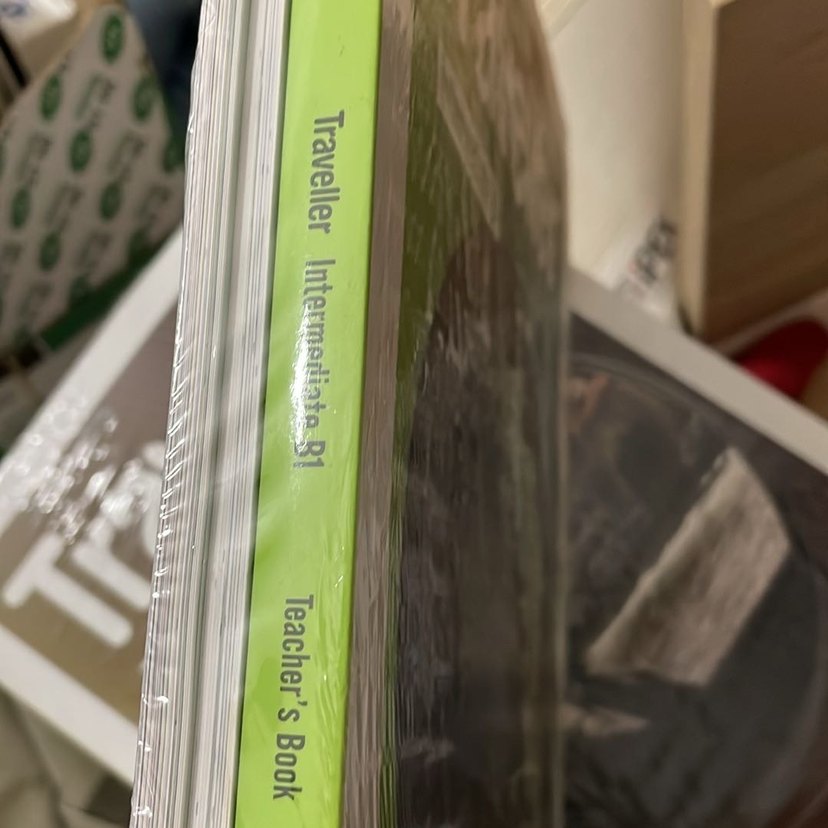 Traveller Intermediate B1
Teacher's Book